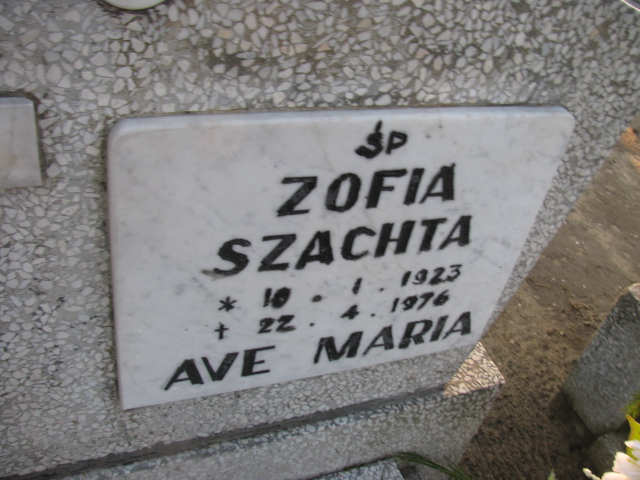 ŚP
ZOFIA
SZACHTA
* 10 . 1 . 1923
† 22 . 4 . 1976
AVE MARIA